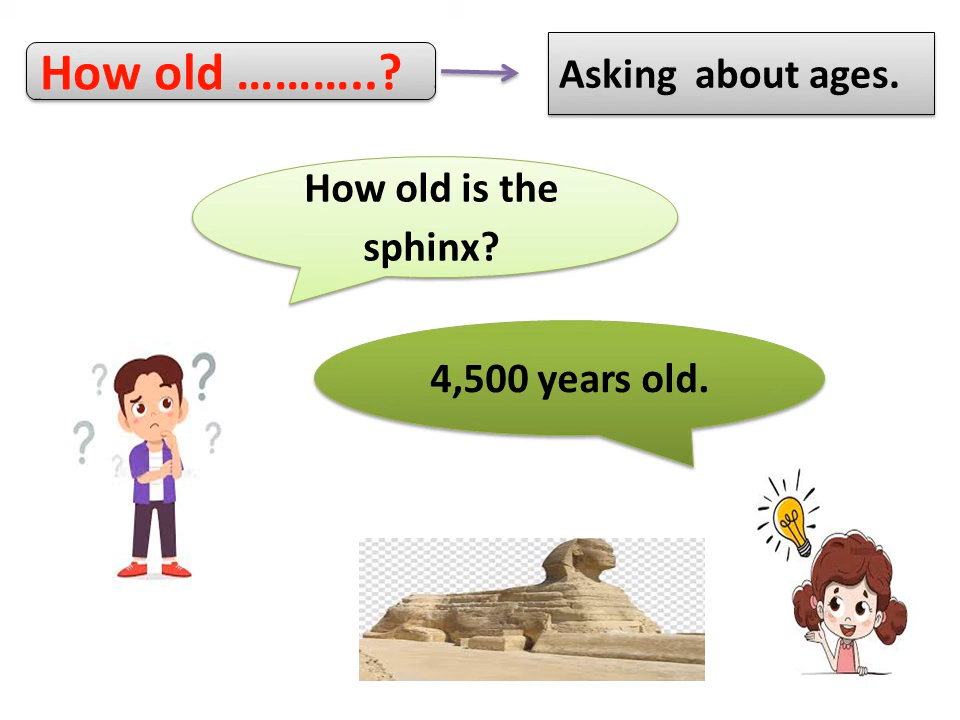 How old ………..?
Asking  about ages.
How old is the
sphinx?
4,500 years old.